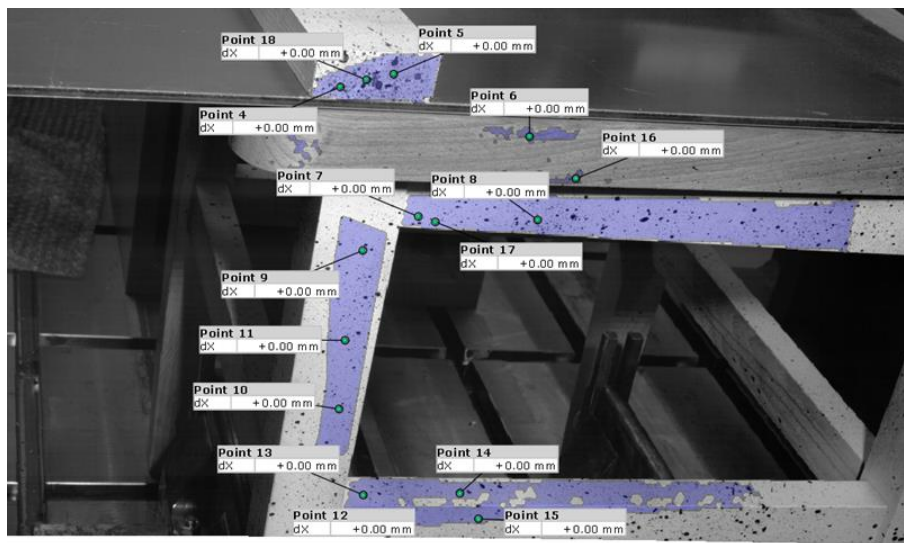 Point 5
dX +0.00 mm
Point 18
dX +0.00 mm
Point 4
dX +0.00 mm
Point 6
dX +0.00 mm
Point 16
dX +0.00 mm
Point 7
dX +0.00 mm
Point 8
dX +0.00 mm
Point 17
dX +0.00 mm
Point 9
dX +0.00 mm
Point 11
dX +0.00 mm
Point 10
dX +0.00 mm
Point 13
dX +0.00 mm
Point 14
dX +0.00 mm
Point 12
dX +0.00 mm
Point 15
dX +0.00 mm